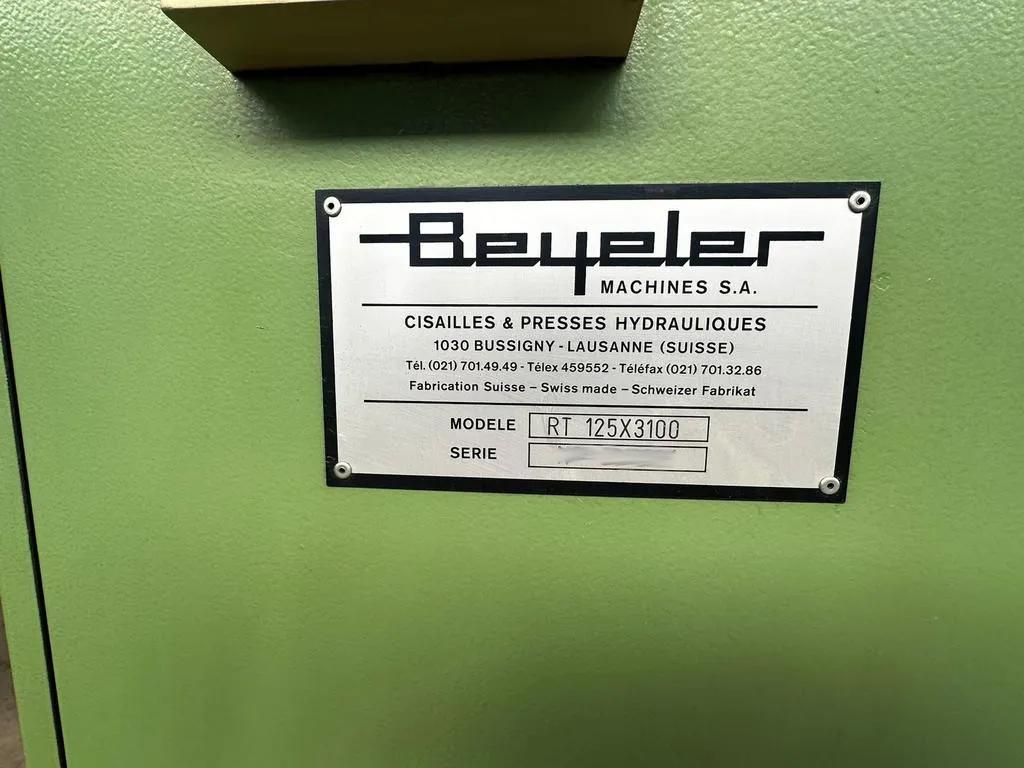 Beyeler
MACHINES S.A.
CISAILLES & PRESSES HYDRAULIQUES
1030 BUSSIGNY - LAUSANNE (SUISSE)
Tél. (021) 701.49.49 - Télex 459552 - Téléfax (021) 701.32.86
Fabrication Suisse – Swiss made – Schweizer Fabrikat
MODELE RT 125X3100
SERIE